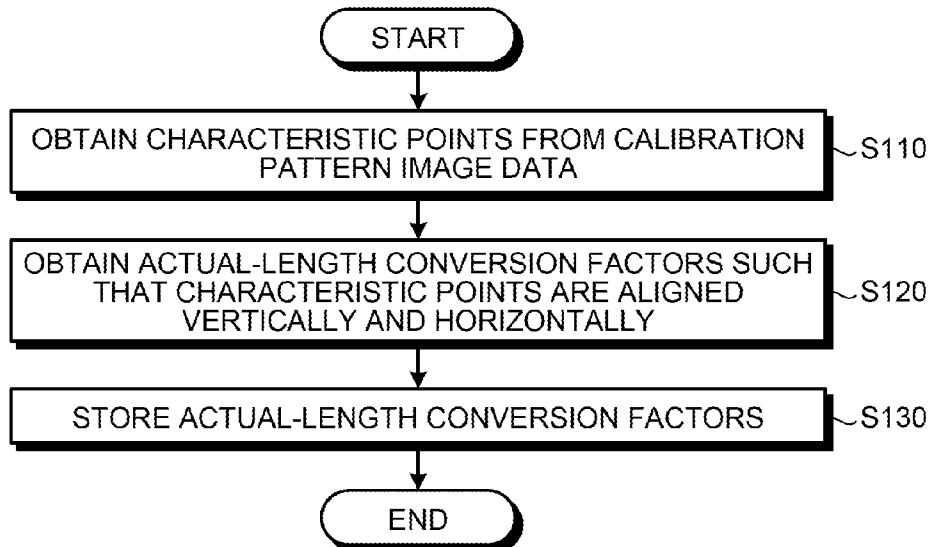 START
OBTAIN CHARACTERISTIC POINTS FROM CALIBRATION
PATTERN IMAGE DATA
S110
OBTAIN ACTUAL-LENGTH CONVERSION FACTORS SUCH
THAT CHARACTERISTIC POINTS ARE ALIGNED
VERTICALLY AND HORIZONTALLY
S120
STORE ACTUAL-LENGTH CONVERSION FACTORS
S130
END